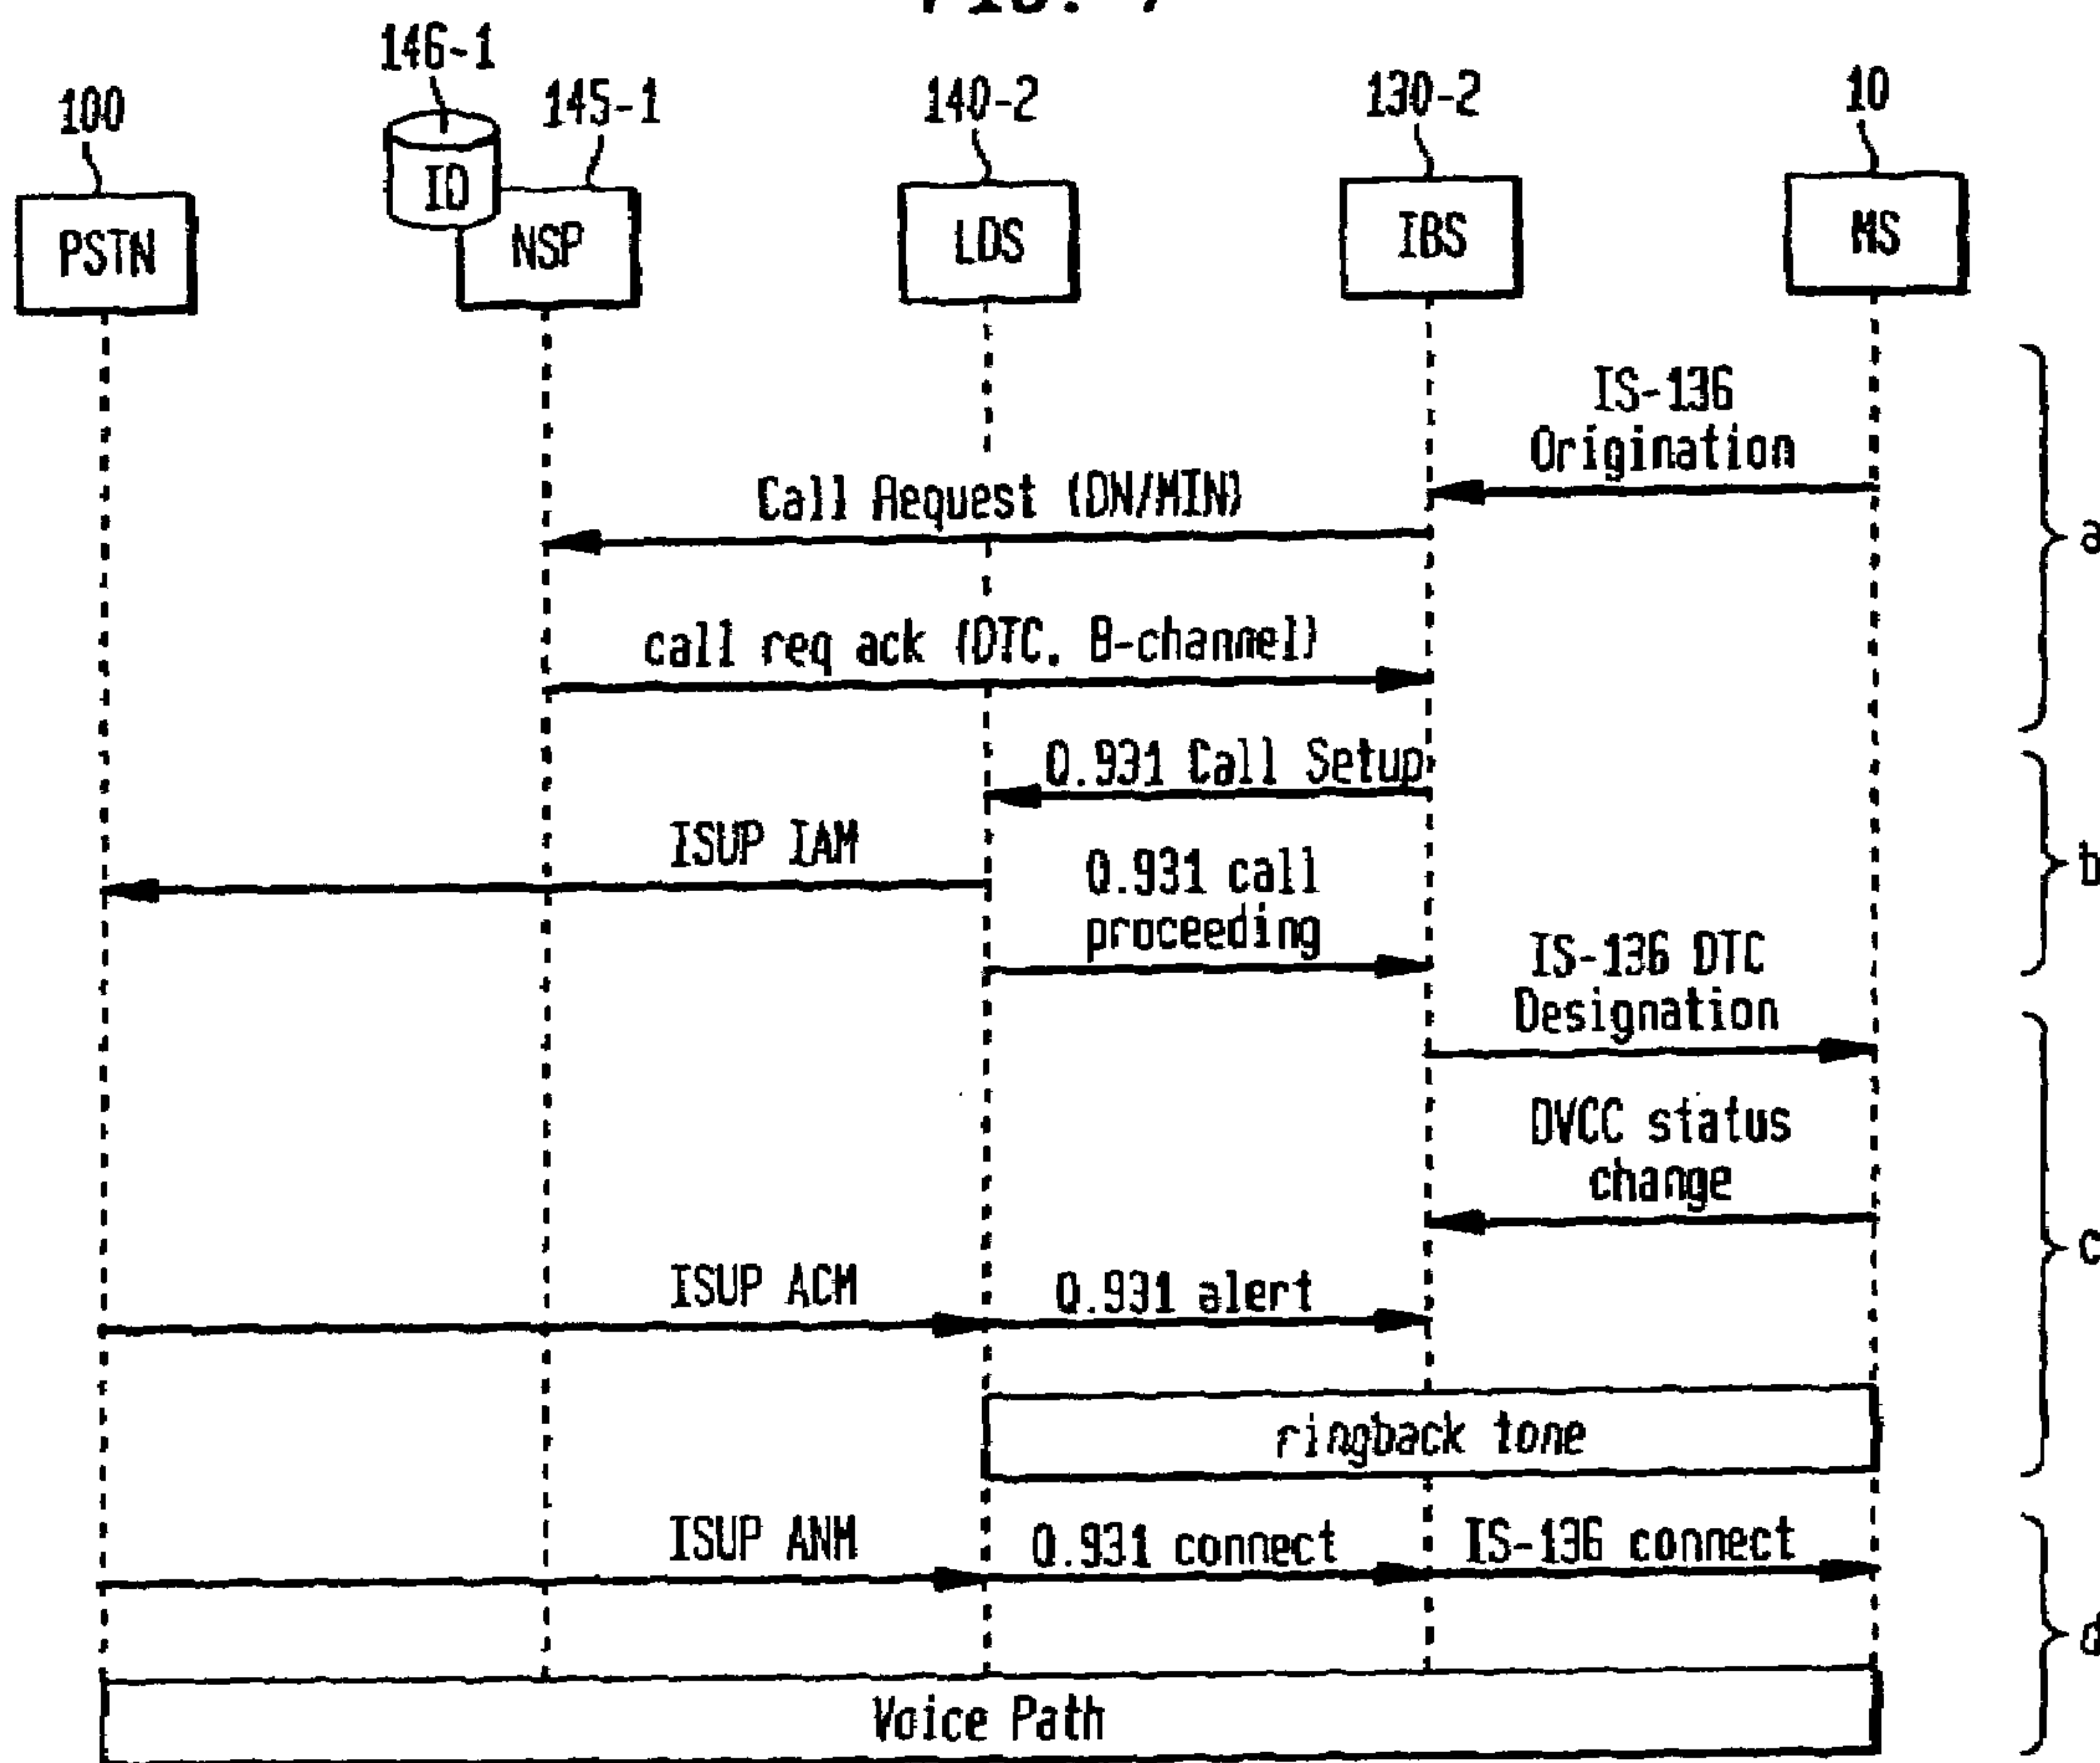 146-1
100
145-1
140-2
130-2
10
IO
PSTN
NSP
LDS
IBS
MS
IS-136
Origination
Call Request (DN/MIN)
a
call req ack (DTC, B-channel)
Q.931 Call Setup
ISUP IAM
b
Q.931 call
proceeding
IS-136 DTC
Designation
DVCC status
change
c
ISUP ACM
Q.931 alert
ringback tone
ISUP ANM
Q.931 connect
IS-136 connect
d
Voice Path